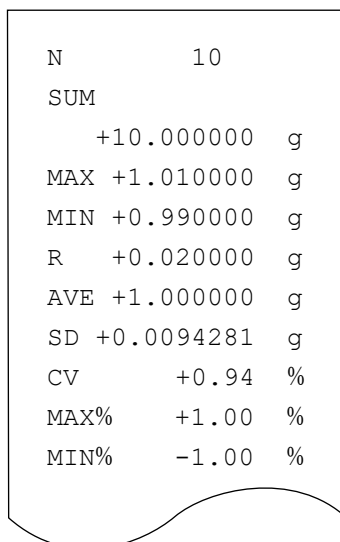 N 10
SUM
+10.000000 g
MAX +1.010000 g
MIN +0.990000 g
R +0.020000 g
AVE +1.000000 g
SD +0.0094281 g
CV +0.94 %
MAX% +1.00 %
MIN% -1.00 %